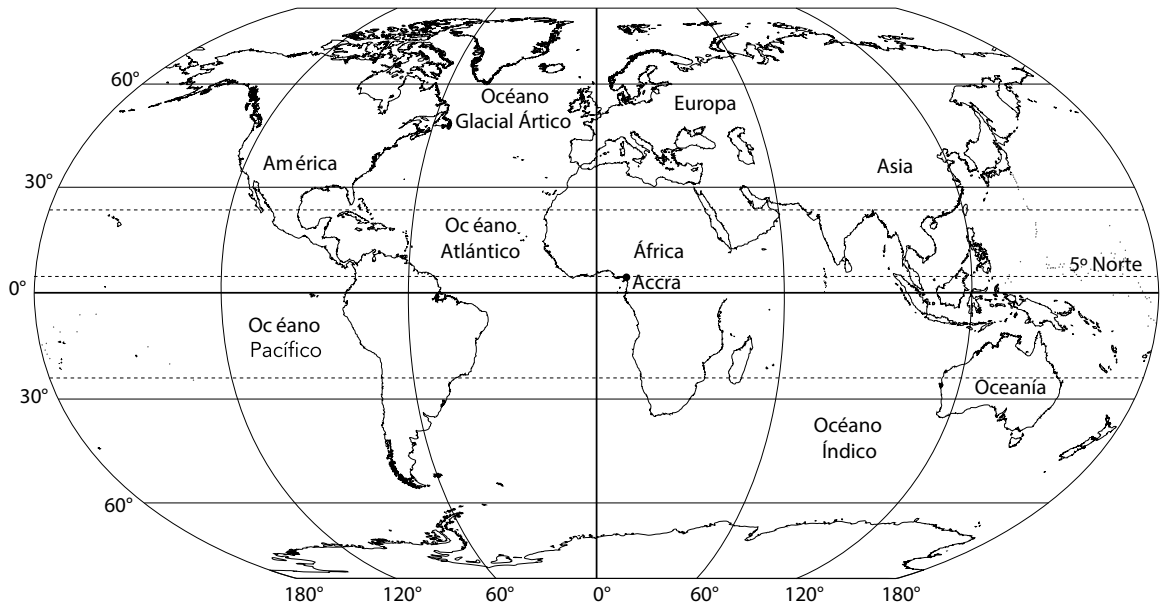 60°
Océano
Glacial Ártico
Europa
América
Asia
30°
Oc éano
Atlántico
África
5º Norte
Accra
0°
Oc éano
Pacífico
30°
Oceanía
Océano
Índico
60°
180° 120° 60° 0° 60° 120° 180°